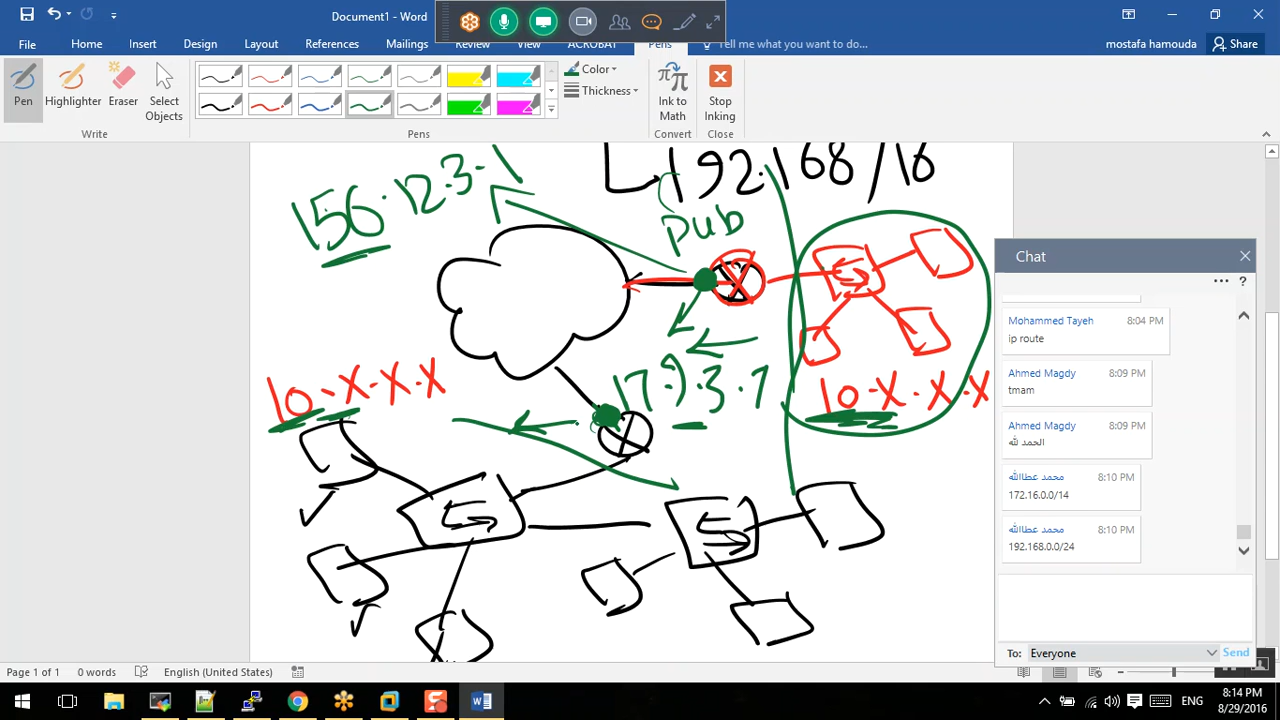 Document1 - Word
File
Home
Insert
Design
Layout
References
Mailings
Review
View
ACROBAT
Pens
Tell me what you want to do...
mostafa hamouda
Share
Pen
Highlighter
Eraser
Select Objects
Color
Thickness
Ink to Math
Stop Inking
Write
Pens
Convert
Close
192.168/16
156.12.3.1
pub
17.9.3.1
10.X.X.X
10.X.X.X
Chat
Mohammed Tayeh 8:04 PM
ip route
Ahmed Magdy 8:09 PM
tmam
Ahmed Magdy 8:09 PM
الحمد لله
محمد عطاالله 8:10 PM
172.16.0.0/14
محمد عطاالله 8:10 PM
192.168.0.0/24
To: Everyone
Send
Page 1 of 1
0 words
English (United States)
ENG
8:14 PM
8/29/2016